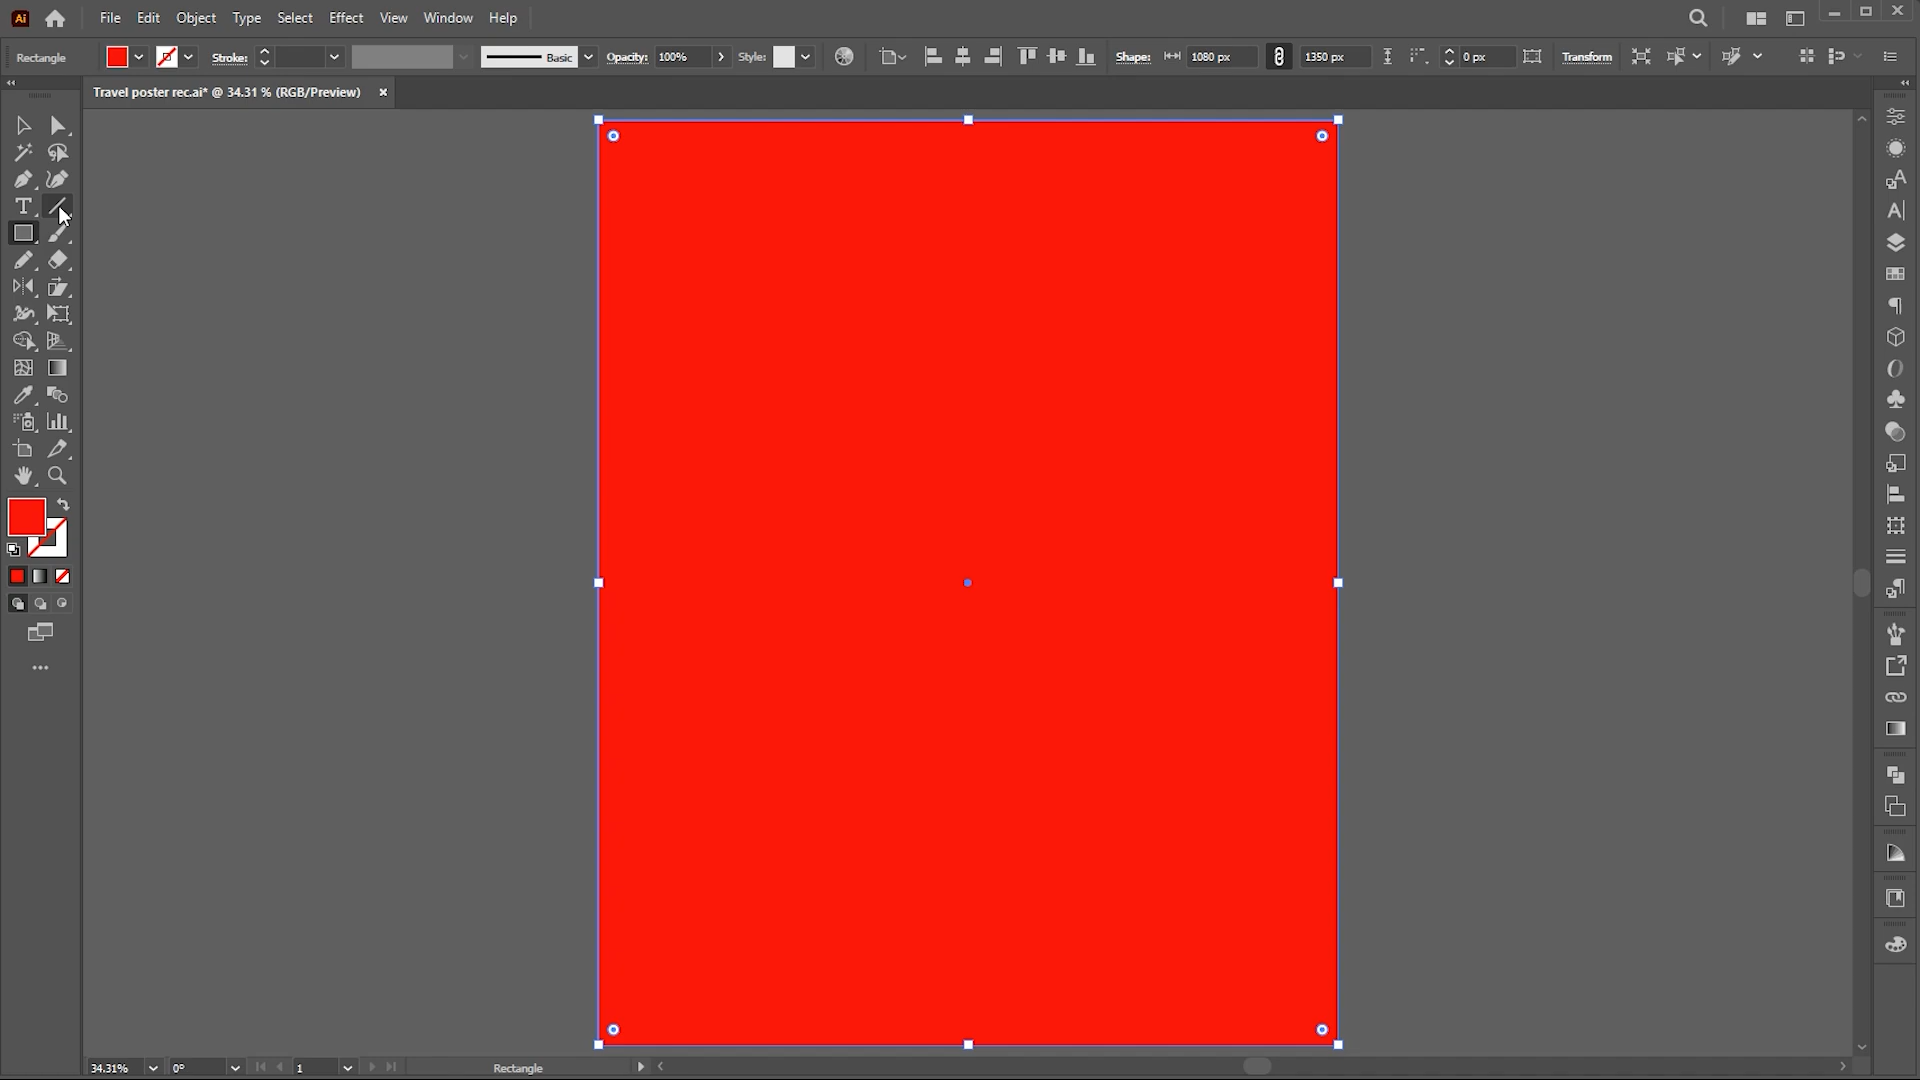 Ai File Edit Object Type Select Effect View Window Help
Rectangle Stroke: Basic Opacity: 100% Style: Shape: 1080 px 1350 px 0 px Transform
Travel poster rec.ai* @ 34.31 % (RGB/Preview)
34.31% 0° 1 Rectangle